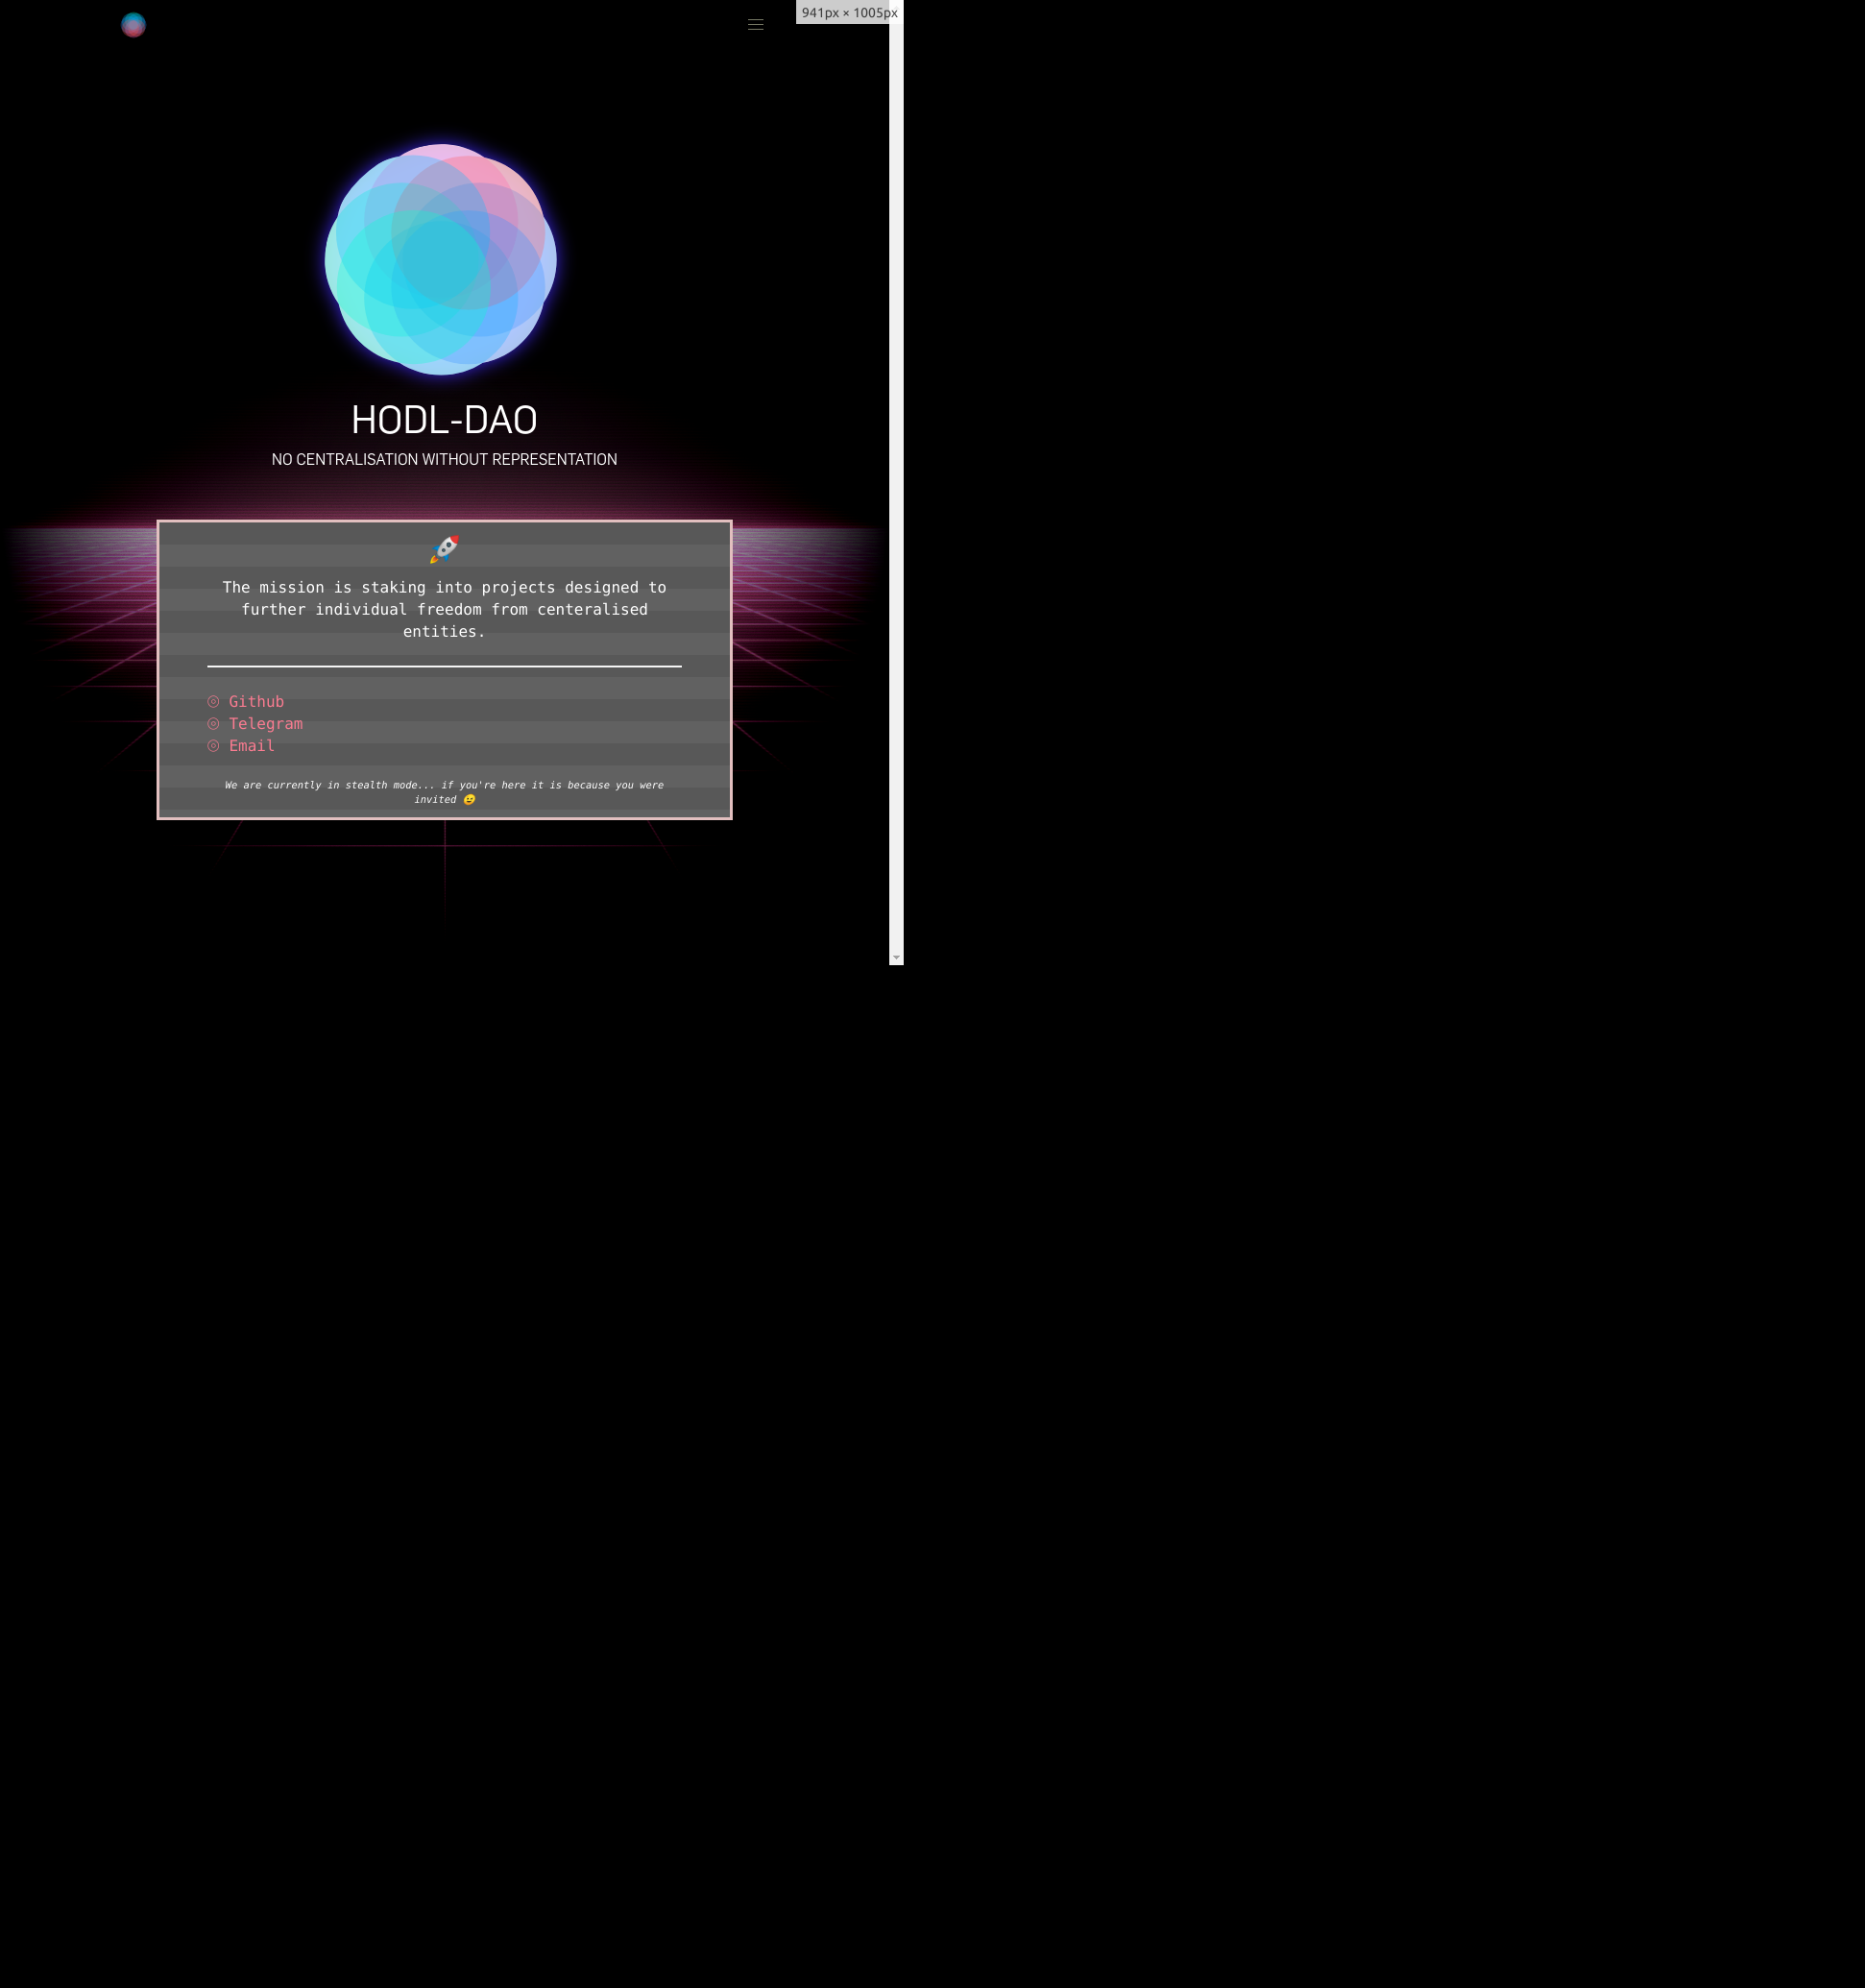 941px × 1005px
HODL-DAO
NO CENTRALISATION WITHOUT REPRESENTATION
The mission is staking into projects designed to
further individual freedom from centeralised
entities.
Github
Telegram
Email
We are currently in stealth mode... if you're here it is because you were
invited 😉